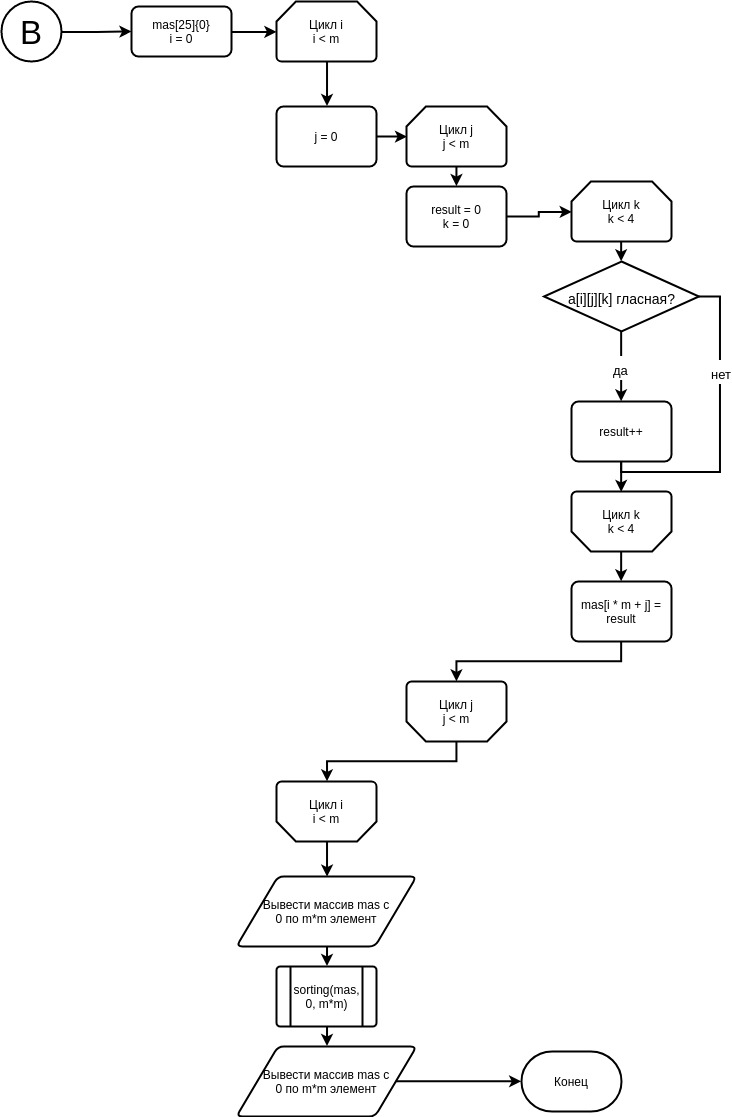 B
mas[25]{0}
i = 0
Цикл i
i < m
j = 0
Цикл j
j < m
result = 0
k = 0
Цикл k
k < 4
a[i][j][k] гласная?
да
нет
result++
Цикл k
k < 4
mas[i * m + j] =
result
Цикл j
j < m
Цикл i
i < m
Вывести массив mas с
0 по m*m элемент
sorting(mas,
0, m*m)
Вывести массив mas с
0 по m*m элемент
Конец